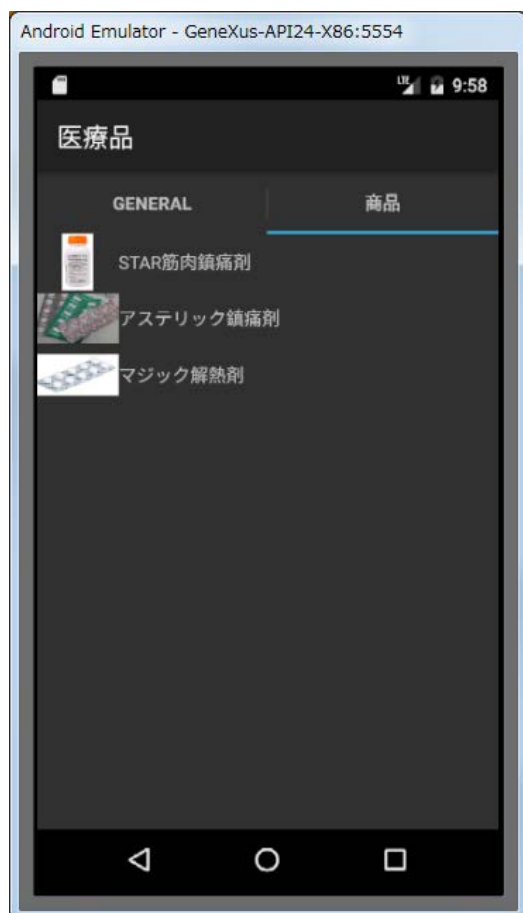 Android Emulator - GeneXus-API24-X86:5554
LTE 9:58
医療品
GENERAL 商品
STAR筋肉鎮痛剤
アステリック鎮痛剤
マジック解熱剤